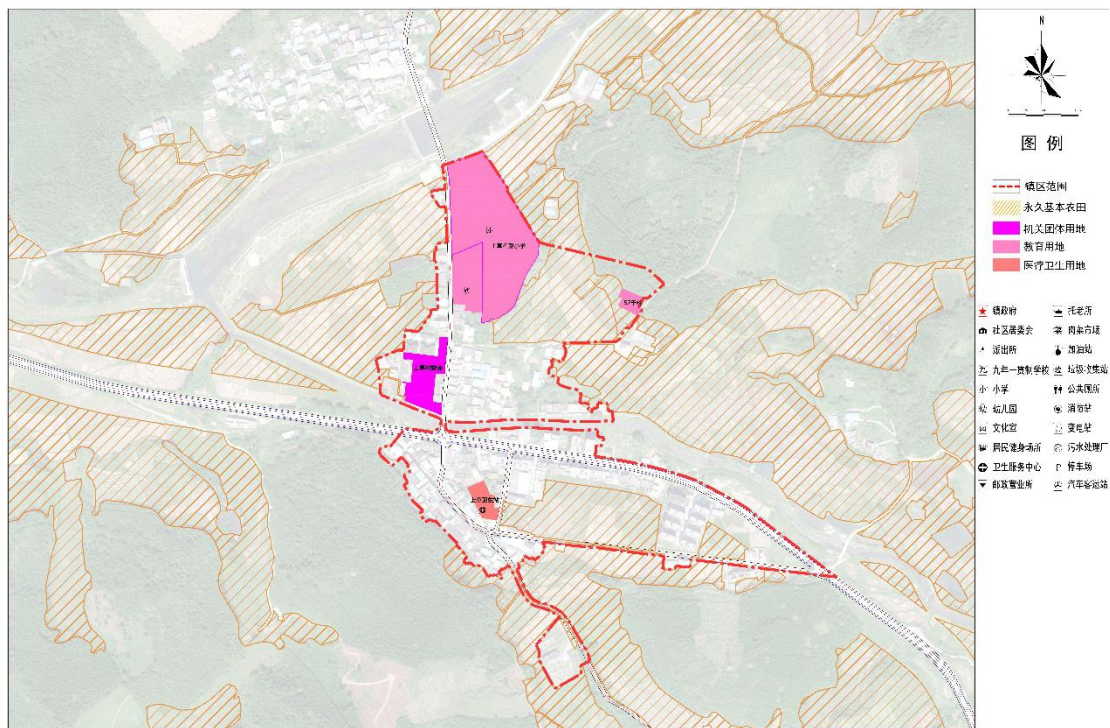 N
图例
镇区范围
永久基本农田
机关团体用地
教育用地
医疗卫生用地
镇政府
托老所
社区居委会
肉菜市场
派出所
加油站
九年一贯制学校
垃圾收集站
小 小学
公共厕所
幼 幼儿园
消防站
文化室
变电站
居民健身场所
污水处理厂
卫生服务中心
P 停车场
邮政营业所
汽车客运站
小
幼